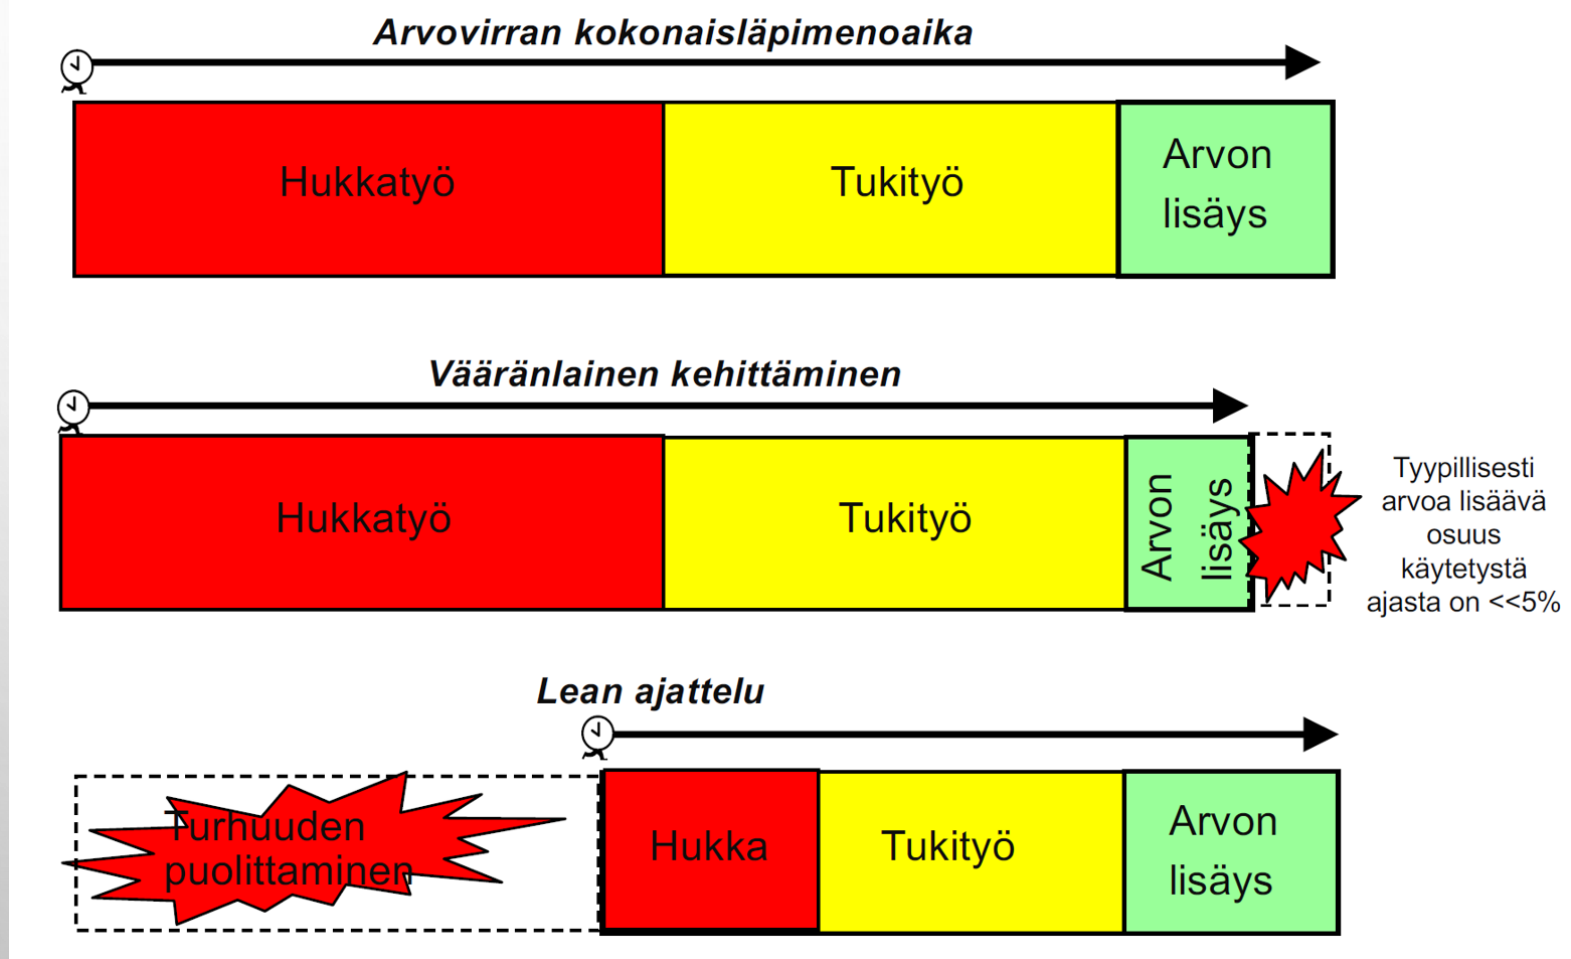 Arvovirran kokonaisläpimenoaika
Hukkatyö
Tukityö
Arvon
lisäys
Vääränlainen kehittäminen
Hukkatyö
Tukityö
Arvon
lisäys
Tyypillisesti
arvoa lisäävä
osuus
käytetystä
ajasta on <<5%
Lean ajattelu
Turhuuden
puolittaminen
Hukka
Tukityö
Arvon
lisäys